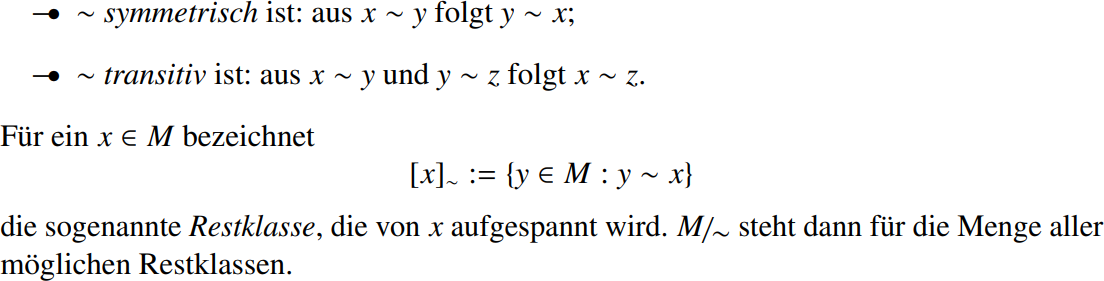 ⊸• ~ symmetrisch ist: aus x ~ y folgt y ~ x;
⊸• ~ transitiv ist: aus x ~ y und y ~ z folgt x ~ z.
Für ein x ∈ M bezeichnet
[x]~ := {y ∈ M : y ~ x}
die sogenannte Restklasse, die von x aufgespannt wird. M/~ steht dann für die Menge aller
möglichen Restklassen.